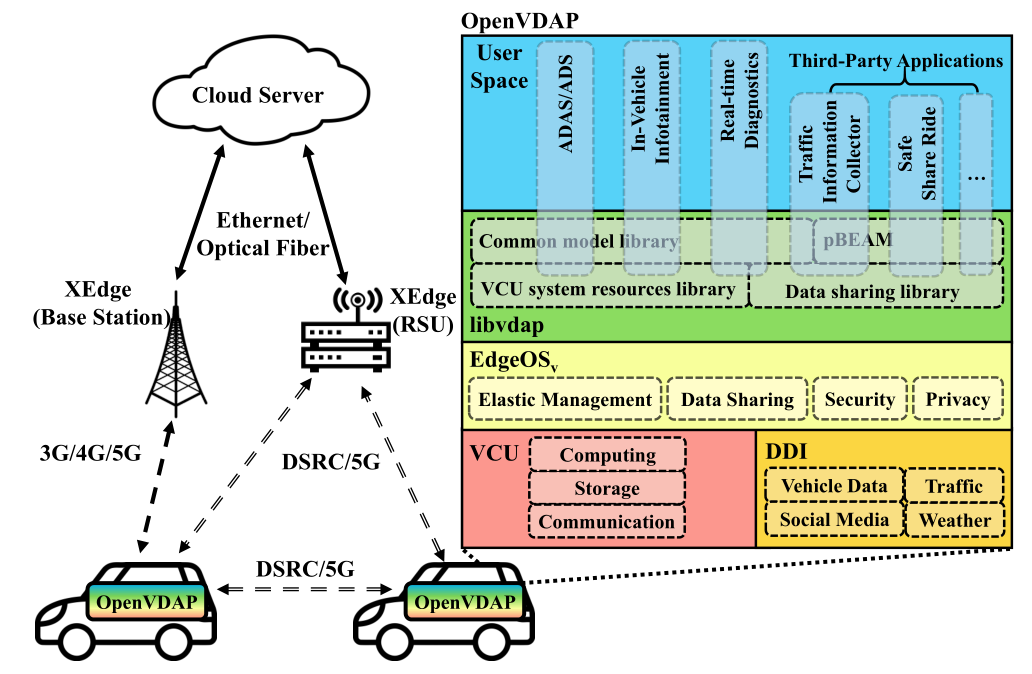 OpenVDAP
Cloud Server
Ethernet/
Optical Fiber
XEdge
(Base Station)
XEdge
(RSU)
3G/4G/5G
DSRC/5G
DSRC/5G
OpenVDAP
OpenVDAP
User
Space
ADAS/ADS
In-Vehicle
Infotainment
Real-time
Diagnostics
Third-Party Applications
Traffic
Information
Collector
Safe
Share Ride
...
Common model library
pBEAM
VCU system resources library
Data sharing library
libvdap
EdgeOSv
Elastic Management
Data Sharing
Security
Privacy
VCU
Computing
Storage
Communication
DDI
Vehicle Data
Traffic
Social Media
Weather